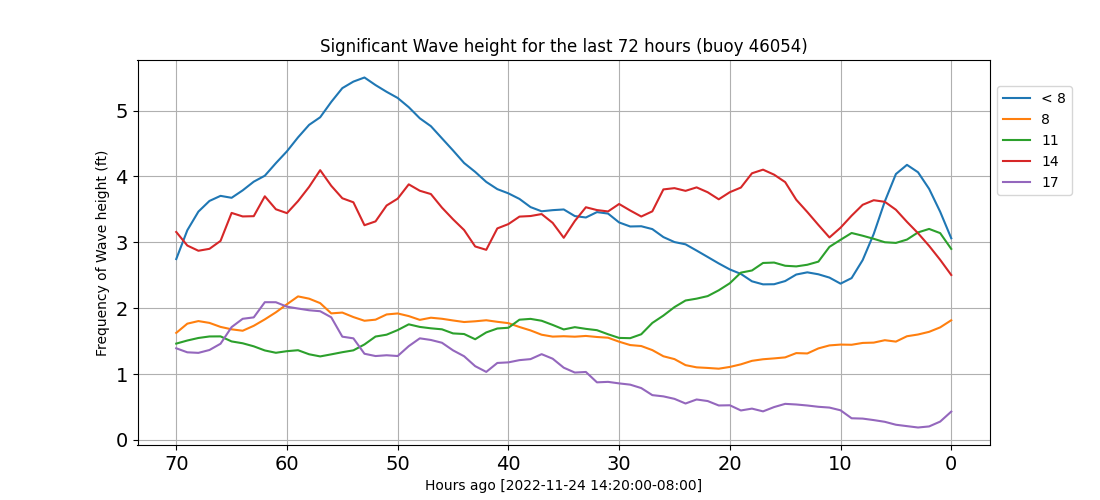 Significant Wave height for the last 72 hours (buoy 46054)
Frequency of Wave height (ft)
5
4
3
2
1
0
70 60 50 40 30 20 10 0
Hours ago [2022-11-24 14:20:00-08:00]
< 8
8
11
14
17